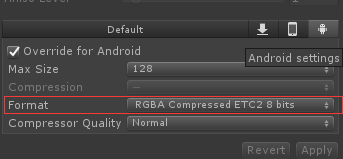 Default
Override for Android
Android settings
Max Size 128
Compression
Format RGBA Compressed ETC2 8 bits
Compressor Quality Normal
Revert Apply